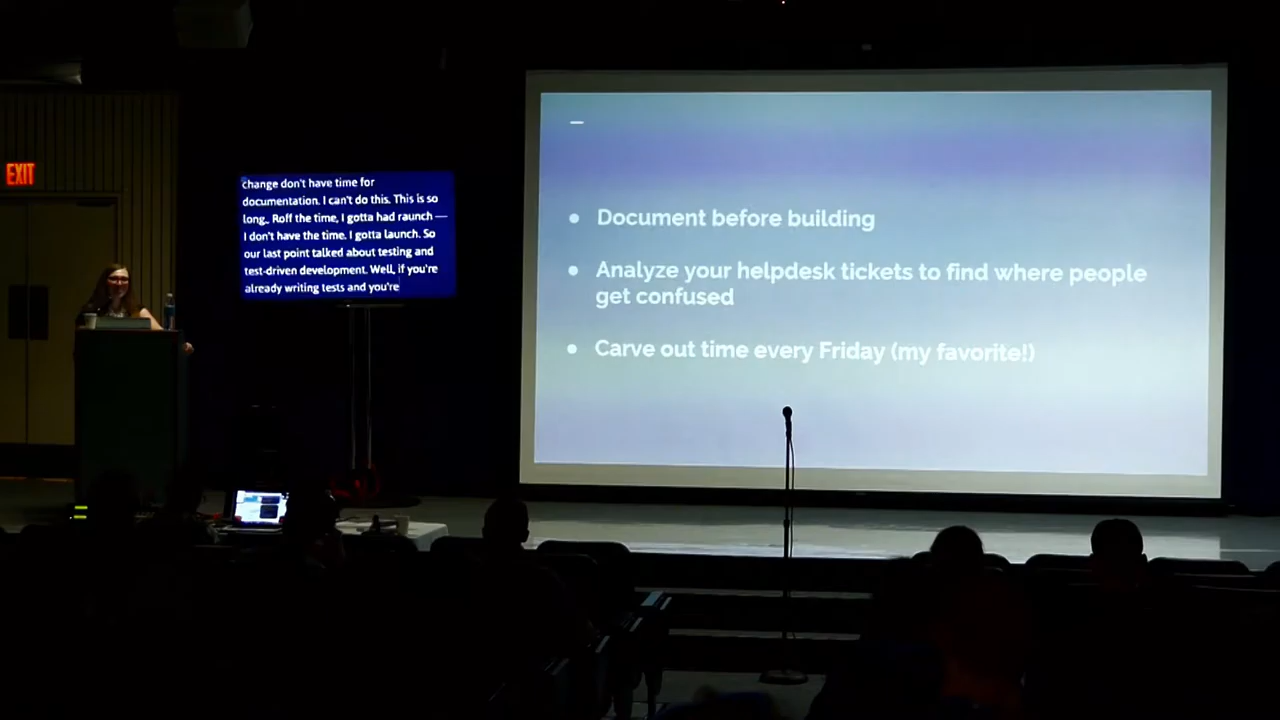 EXIT
change don't have time for
documentation. I can't do this. This is so
long,. Roff the time, I gotta had raunch —
I don't have the time. I gotta launch. So
our last point talked about testing and
test-driven development. Well, if you're
already writing tests and you're
–
● Document before building
● Analyze your helpdesk tickets to find where people
get confused
● Carve out time every Friday (my favorite!)